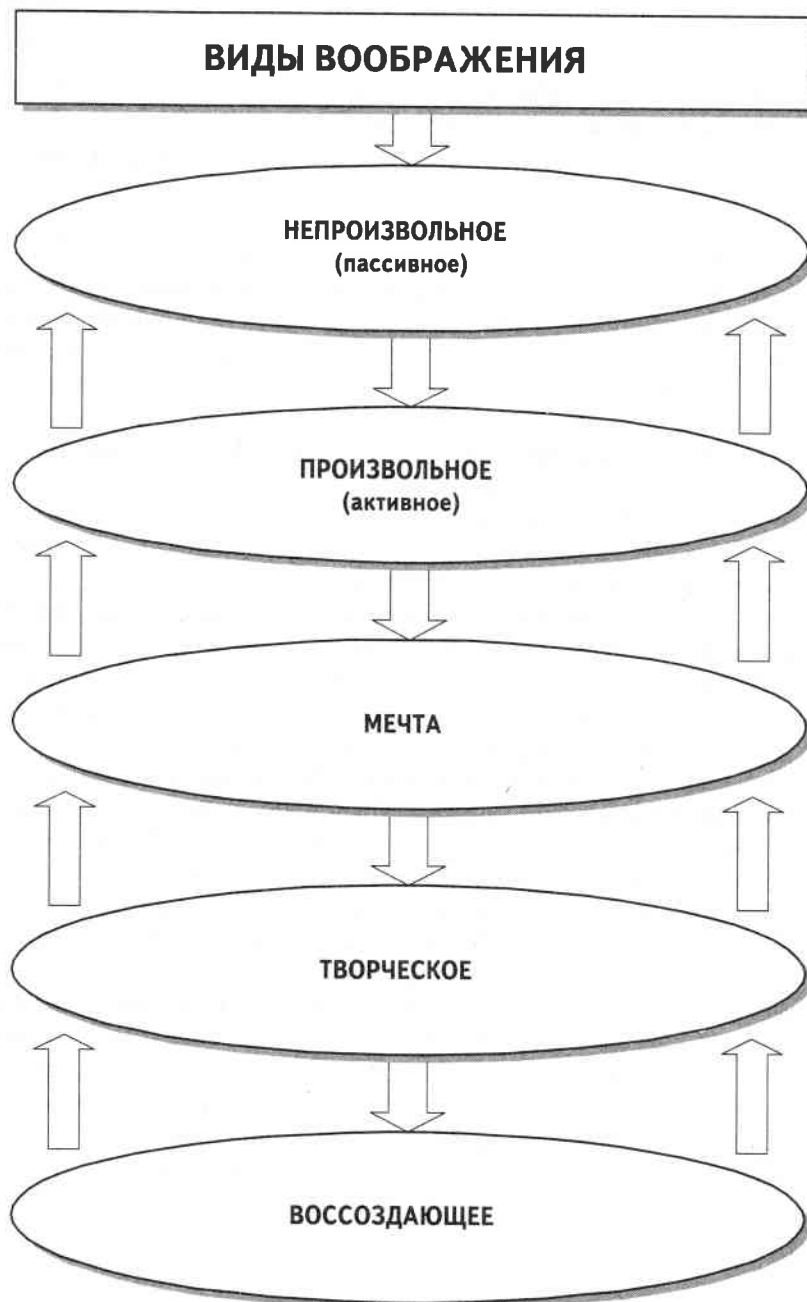 ВИДЫ ВООБРАЖЕНИЯ
НЕПРОИЗВОЛЬНОЕ
(пассивное)
ПРОИЗВОЛЬНОЕ
(активное)
МЕЧТА
ТВОРЧЕСКОЕ
ВОССОЗДАЮЩЕЕ